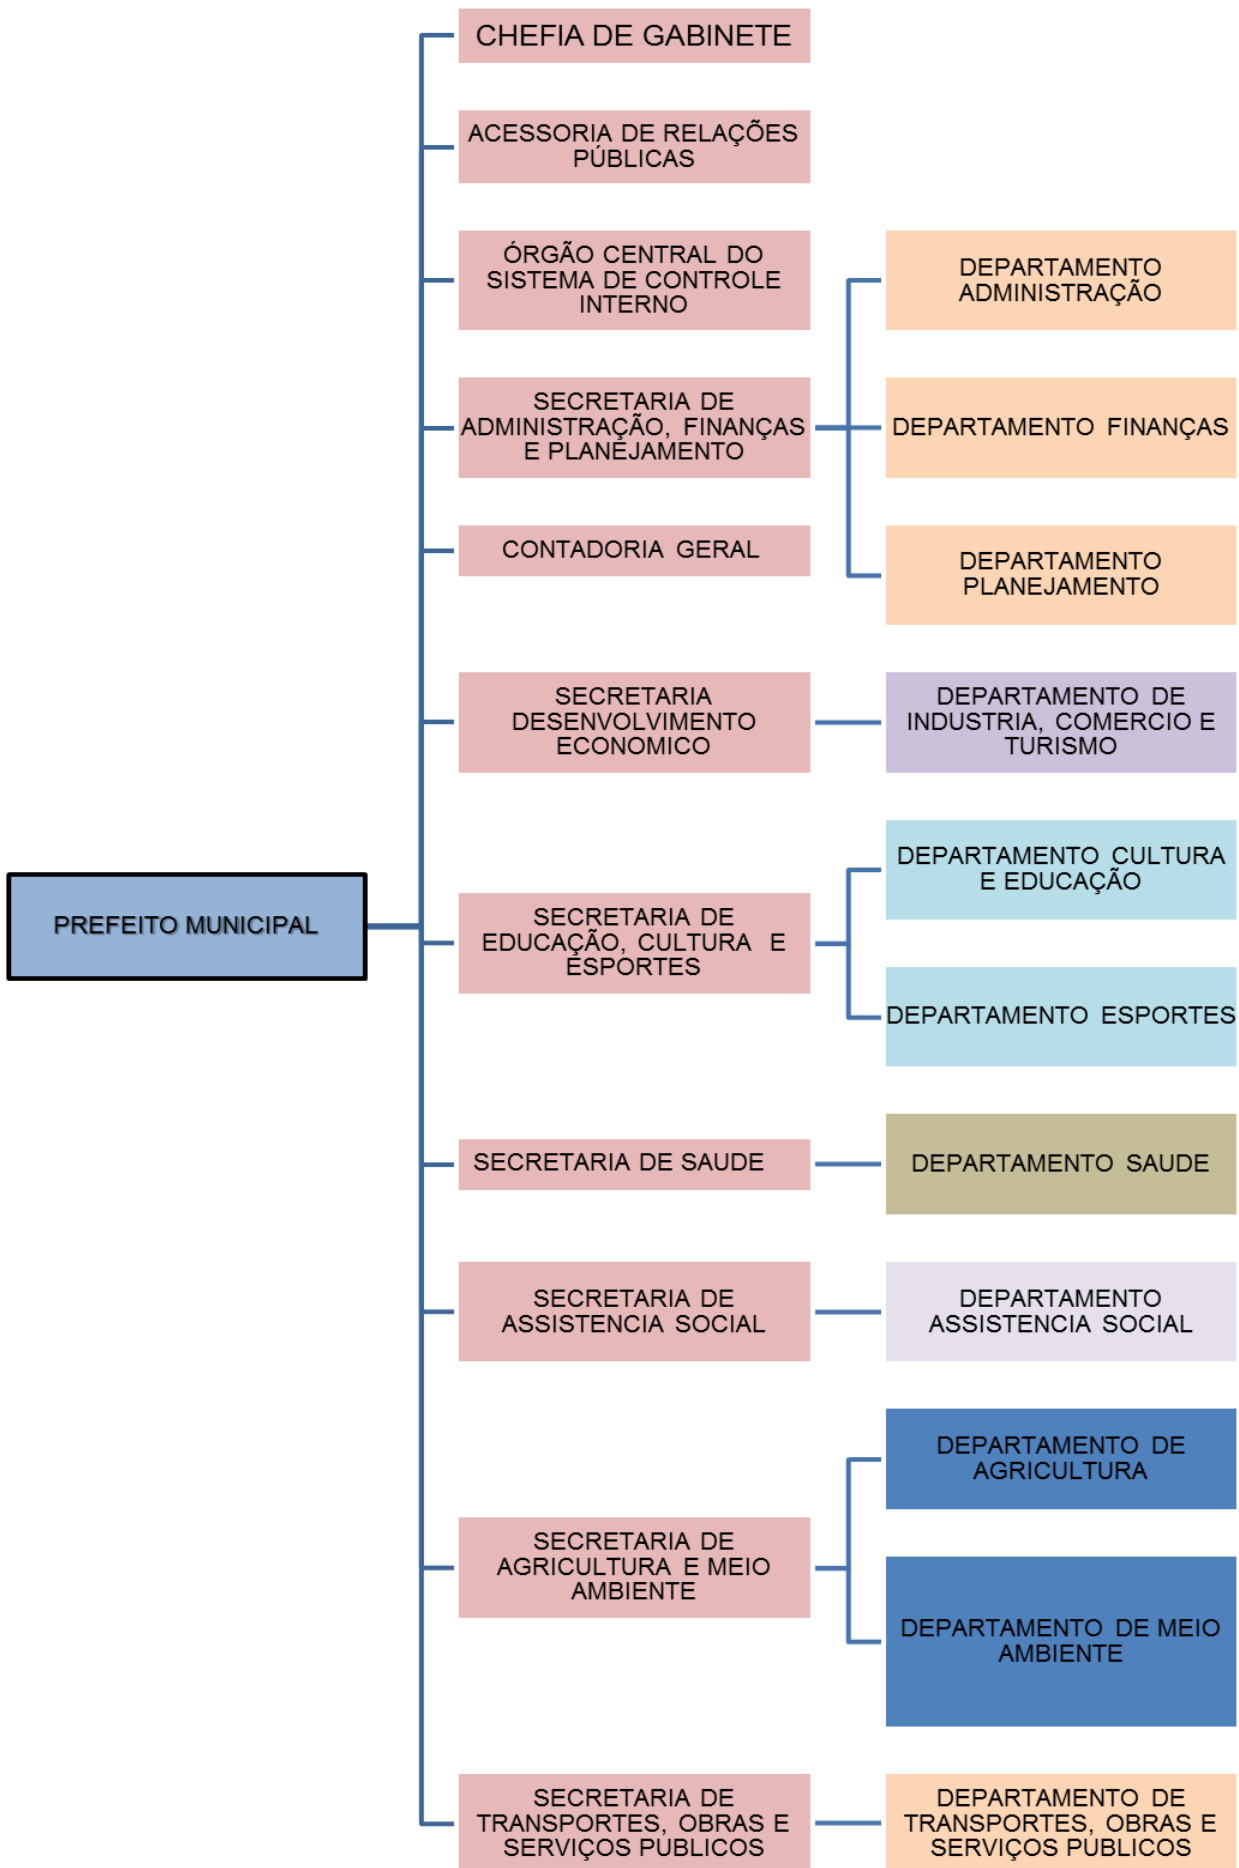 CHEFIA DE GABINETE
ACESSORIA DE RELAÇÕES
PÚBLICAS
ÓRGÃO CENTRAL DO
SISTEMA DE CONTROLE
INTERNO
DEPARTAMENTO
ADMINISTRAÇÃO
SECRETARIA DE
ADMINISTRAÇÃO, FINANÇAS
E PLANEJAMENTO
DEPARTAMENTO FINANÇAS
CONTADORIA GERAL
DEPARTAMENTO
PLANEJAMENTO
SECRETARIA
DESENVOLVIMENTO
ECONOMICO
DEPARTAMENTO DE
INDUSTRIA, COMERCIO E
TURISMO
PREFEITO MUNICIPAL
SECRETARIA DE
EDUCAÇÃO, CULTURA E
ESPORTES
DEPARTAMENTO CULTURA
E EDUCAÇÃO
DEPARTAMENTO ESPORTES
SECRETARIA DE SAUDE
DEPARTAMENTO SAUDE
SECRETARIA DE
ASSISTENCIA SOCIAL
DEPARTAMENTO
ASSISTENCIA SOCIAL
SECRETARIA DE
AGRICULTURA E MEIO
AMBIENTE
DEPARTAMENTO DE
AGRICULTURA
DEPARTAMENTO DE MEIO
AMBIENTE
SECRETARIA DE
TRANSPORTES, OBRAS E
SERVIÇOS PÚBLICOS
DEPARTAMENTO DE
TRANSPORTES, OBRAS E
SERVIÇOS PÚBLICOS